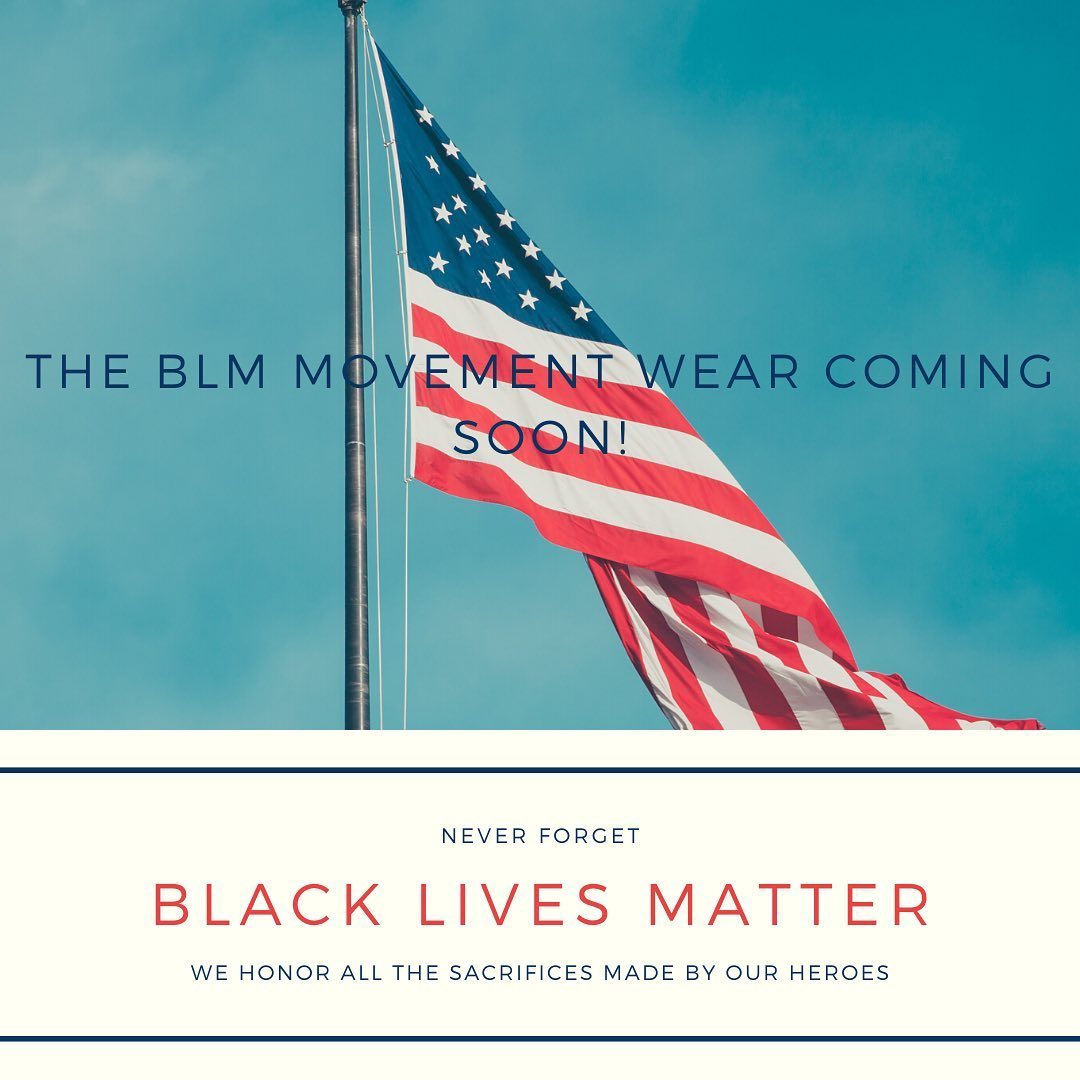 THE BLM MOVEMENT WEAR COMING
SOON!
NEVER FORGET
BLACK LIVES MATTER
WE HONOR ALL THE SACRIFICES MADE BY OUR HEROES